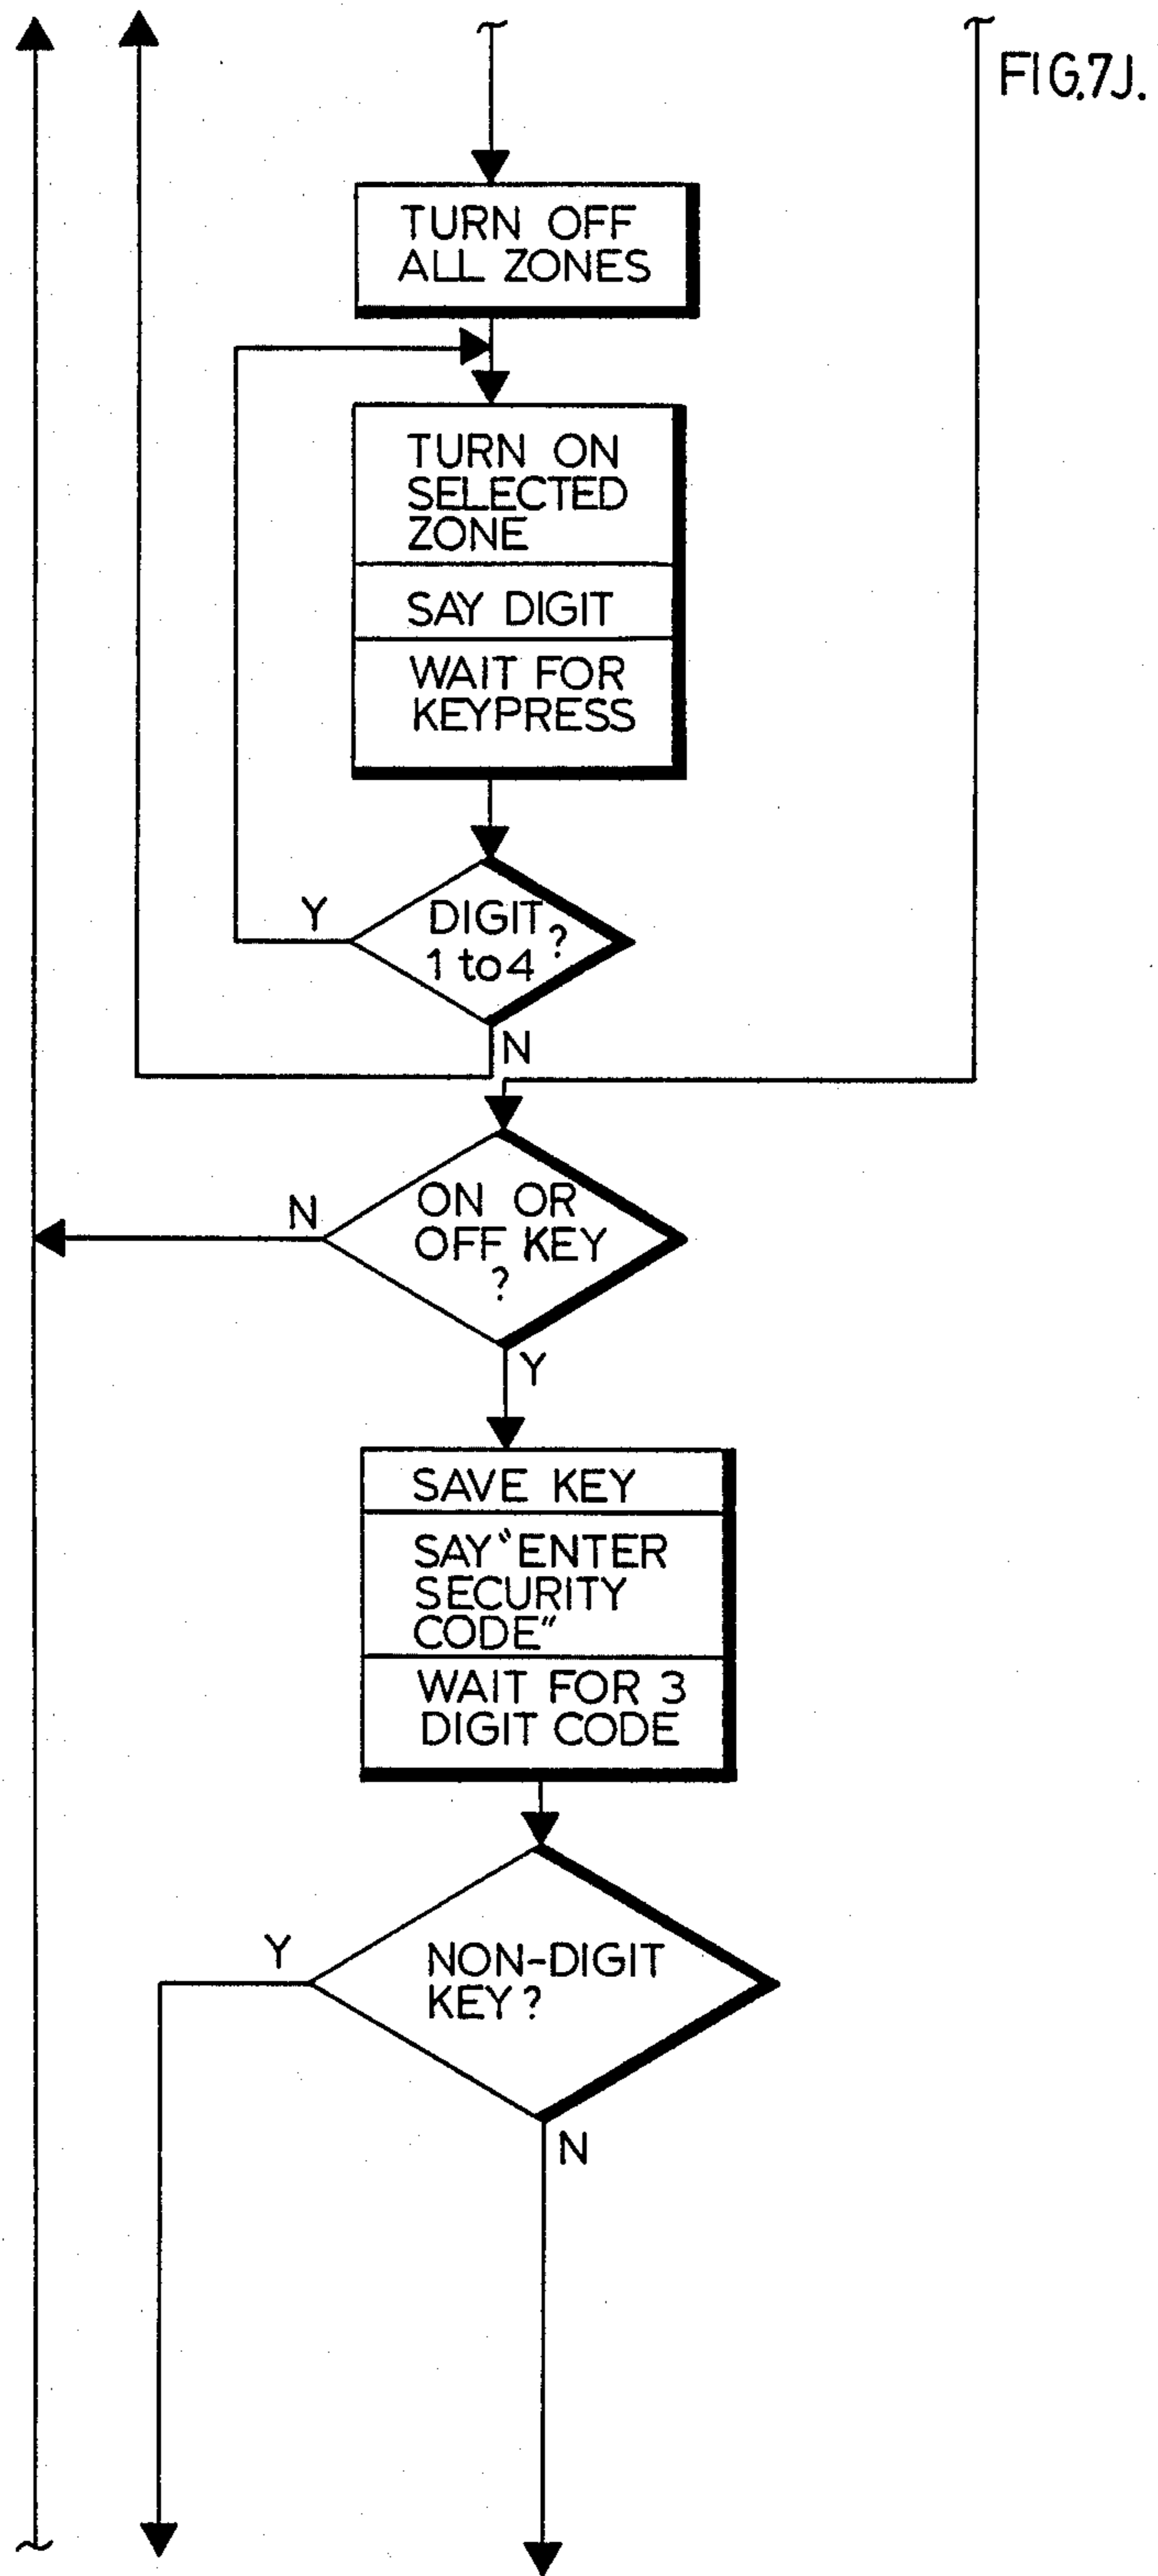 FIG.7J.
TURN OFF
ALL ZONES
TURN ON
SELECTED
ZONE
SAY DIGIT
WAIT FOR
KEYPRESS
Y
DIGIT
1 to 4 ?
N
N
ON OR
OFF KEY
?
Y
SAVE KEY
SAY "ENTER
SECURITY
CODE"
WAIT FOR 3
DIGIT CODE
Y
NON-DIGIT
KEY?
N